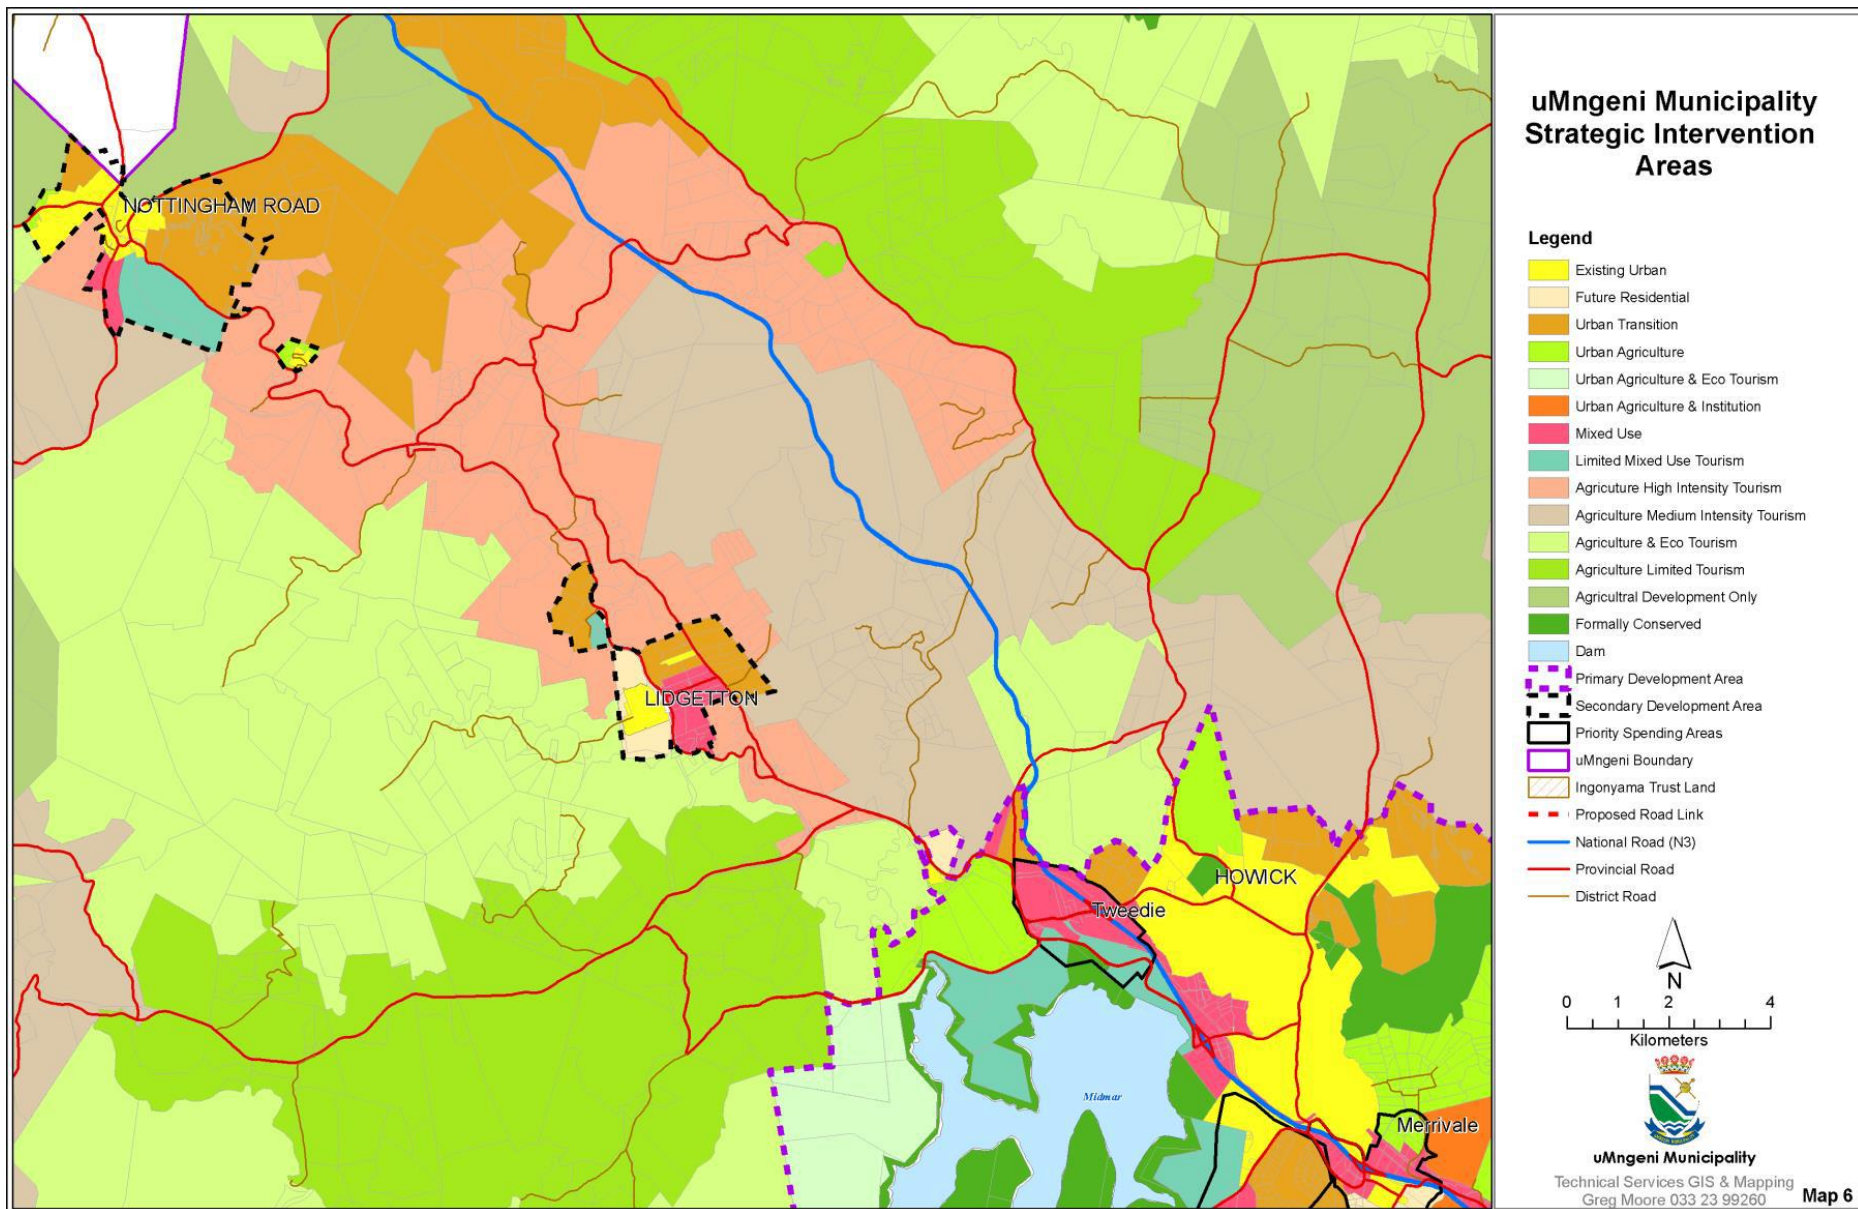 uMngeni Municipality
Strategic Intervention
Areas
Legend
Existing Urban
Future Residential
Urban Transition
Urban Agriculture
Urban Agriculture & Eco Tourism
Urban Agriculture & Institution
Mixed Use
Limited Mixed Use Tourism
Agricuture High Intensity Tourism
Agriculture Medium Intensity Tourism
Agriculture & Eco Tourism
Agriculture Limited Tourism
Agricultral Development Only
Formally Conserved
Dam
Primary Development Area
Secondary Development Area
Priority Spending Areas
uMngeni Boundary
Ingonyama Trust Land
Proposed Road Link
National Road (N3)
Provincial Road
District Road
N
0 1 2 4
Kilometers
uMngeni Municipality
Technical Services GIS & Mapping
Greg Moore 033 23 99260
Map 6
NOTTINGHAM ROAD
LIDGETTON
HOWICK
Tweedie
Midmar
Merrivale